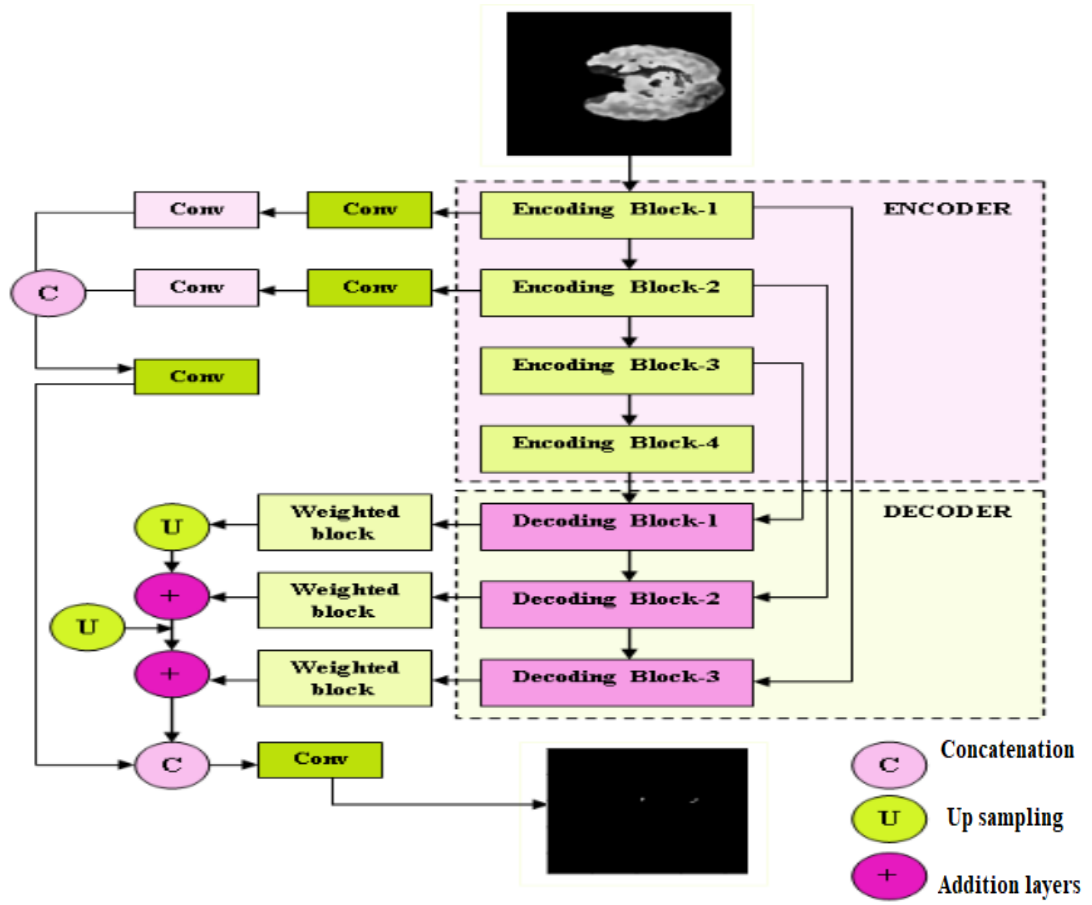 Conv
Conv
Encoding Block-1
ENCODER
C
Conv
Conv
Encoding Block-2
Conv
Encoding Block-3
Encoding Block-4
U
Weighted
block
Decoding Block-1
DECODER
+
Weighted
block
Decoding Block-2
U
+
Weighted
block
Decoding Block-3
C
Conv
C
Concatenation
U
Up sampling
+
Addition layers